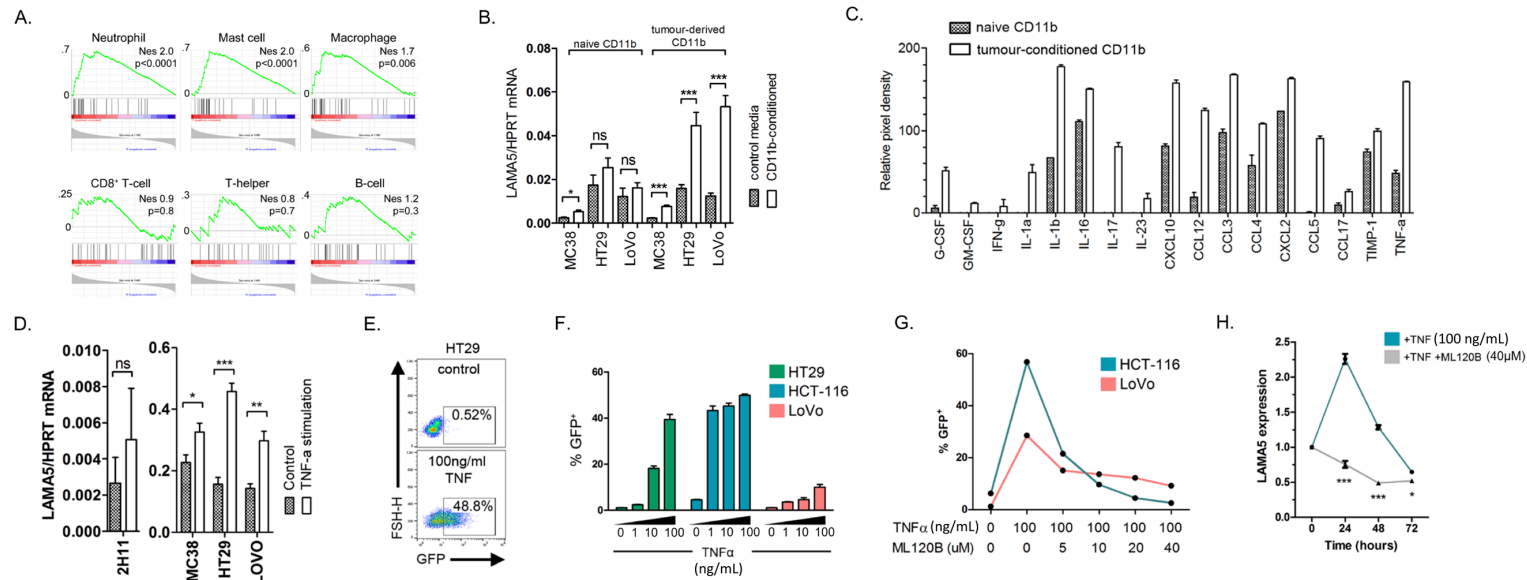 A.
Neutrophil
.7
Nes 2.0
p<0.0001
0
Mast cell
.6
Nes 2.0
p<0.0001
0
Macrophage
.6
Nes 1.7
p=0.006
0
CD8⁺ T-cell
.25
Nes 0.9
p=0.8
0
T-helper
.3
Nes 0.8
p=0.7
0
B-cell
.4
Nes 1.2
p=0.3
0
B.
naive CD11b
tumour-derived
CD11b
LAMA5/HPRT mRNA
0.08
0.06
0.04
0.02
0.00
* ns ns *** *** ***
MC38 HT29 LoVo MC38 HT29 LoVo
control media
CD11b-conditioned
C.
naive CD11b
tumour-conditioned CD11b
Relative pixel density
200
100
0
G-CSF GM-CSF IFN-g IL-1a IL-1b IL-16 IL-17 IL-23 CXCL10 CCL12 CCL3 CCL4 CXCL2 CCL5 CCL17 TIMP-1 TNF-a
D.
LAMA5/HPRT mRNA
0.010
0.008
0.006
0.004
0.002
0.000
ns
2H11
0.6
0.4
0.2
0.0
* *** **
MC38 HT29 LOVO
Control
TNF-a stimulation
E.
HT29
control
0.52%
100ng/ml
TNF
48.8%
FSH-H
GFP
F.
HT29
HCT-116
LoVo
% GFP⁺
60
40
20
0
0 1 10 100 0 1 10 100 0 1 10 100
TNFα
(ng/mL)
G.
HCT-116
LoVo
% GFP⁺
60
40
20
0
TNFα (ng/mL) 0 100 100 100 100 100
ML120B (uM) 0 0 5 10 20 40
H.
+TNF (100 ng/mL)
+TNF +ML120B (40μM)
LAMA5 expression
2.5
2.0
1.5
1.0
0.5
0.0
*** *** *
0 24 48 72
Time (hours)